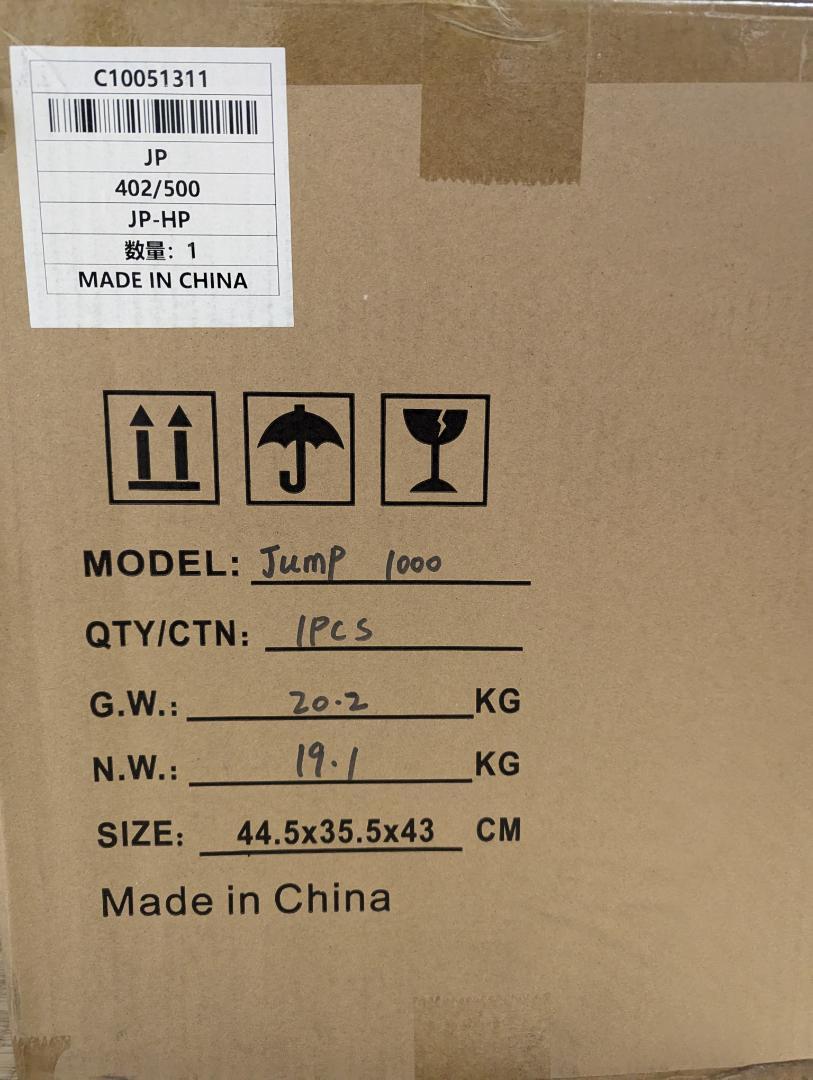 C10051311
JP
402/500
JP-HP
数量：1
MADE IN CHINA
MODEL: Jump 1000
QTY/CTN: 1PCS
G.W.: 20.2 KG
N.W.: 19.1 KG
SIZE: 44.5x35.5x43 CM
Made in China